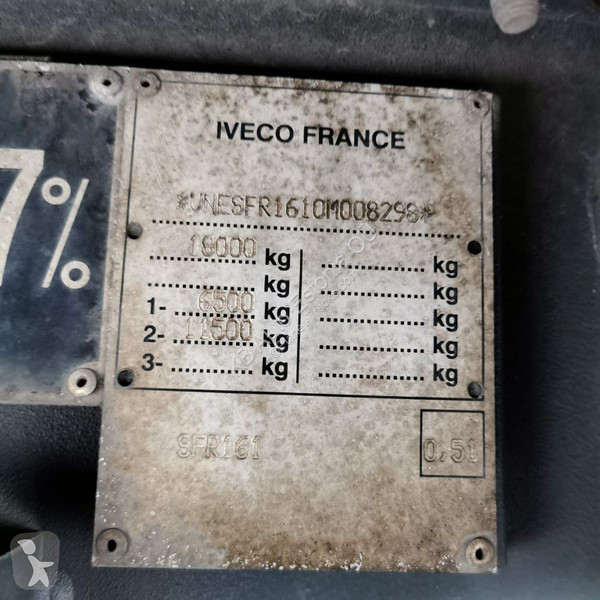 7%
IVECO FRANCE
*VNESFR1610M008298*
18000 kg kg
kg kg
1- 6500 kg kg
2- 11500 kg kg
3- kg kg
SFR161 0,51